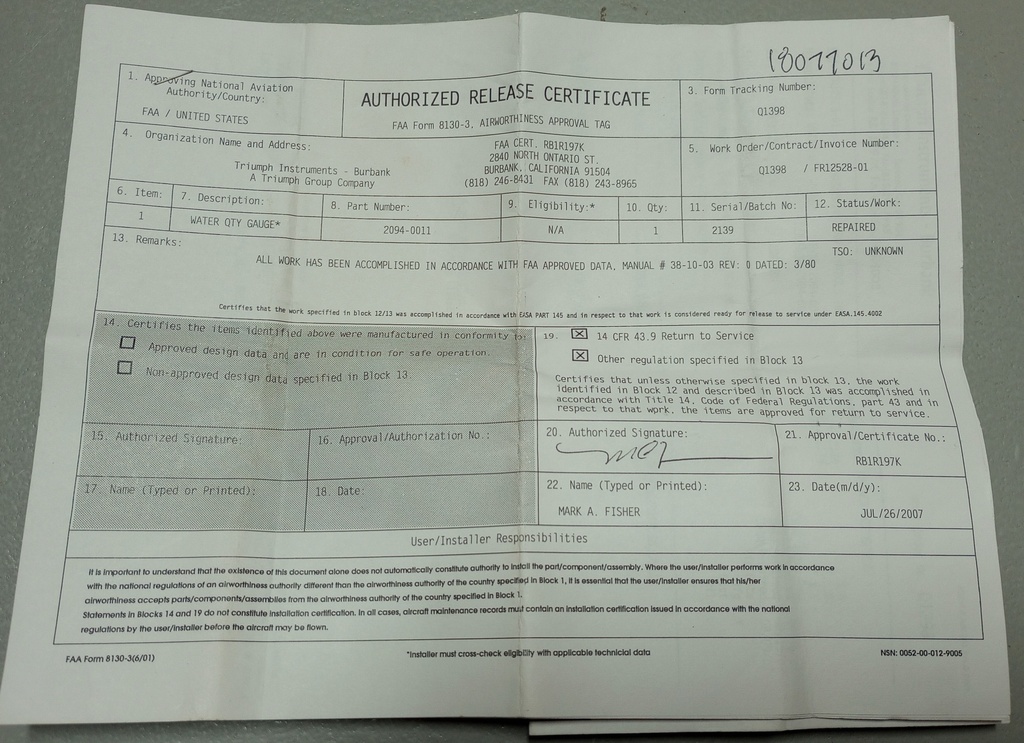 18077013
1. Approving National Aviation
Authority/Country:
FAA / UNITED STATES
AUTHORIZED RELEASE CERTIFICATE
FAA Form 8130-3, AIRWORTHINESS APPROVAL TAG
3. Form Tracking Number:
Q1398
4. Organization Name and Address:
Triumph Instruments - Burbank
A Triumph Group Company
FAA CERT. RB1R197K
2840 NORTH ONTARIO ST.
BURBANK, CALIFORNIA 91504
(818) 246-8431 FAX (818) 243-8965
5. Work Order/Contract/Invoice Number:
Q1398 / FR12528-01
6. Item:
1
7. Description:
WATER QTY GAUGE*
8. Part Number:
2094-0011
9. Eligibility:*
N/A
10. Qty:
1
11. Serial/Batch No:
2139
12. Status/Work:
REPAIRED
13. Remarks:
TSO: UNKNOWN
ALL WORK HAS BEEN ACCOMPLISHED IN ACCORDANCE WITH FAA APPROVED DATA, MANUAL # 38-10-03 REV: 0 DATED: 3/80
Certifies that the work specified in block 12/13 was accomplished in accordance with EASA PART 145 and in respect to that work is considered ready for release to service under EASA.145.4002
14. Certifies the items identified above were manufactured in conformity to:
Approved design data and are in condition for safe operation.
Non-approved design data specified in Block 13.
19. 14 CFR 43.9 Return to Service
Other regulation specified in Block 13
Certifies that unless otherwise specified in block 13, the work
identified in Block 12 and described in Block 13 was accomplished in
accordance with Title 14, Code of Federal Regulations, part 43 and in
respect to that work, the items are approved for return to service.
15. Authorized Signature:
16. Approval/Authorization No.:
20. Authorized Signature:
21. Approval/Certificate No.:
RB1R197K
17. Name (Typed or Printed):
18. Date:
22. Name (Typed or Printed):
MARK A. FISHER
23. Date(m/d/y):
JUL/26/2007
User/Installer Responsibilities
It is important to understand that the existence of this document alone does not automatically constitute authority to install the part/component/assembly. Where the user/installer performs work in accordance
with the national regulations of an airworthiness authority different than the airworthiness authority of the country specified in Block 1, it is essential that the user/installer ensures that his/her
airworthiness accepts parts/components/assemblies from the airworthiness authority of the country specified in Block 1.
Statements in Blocks 14 and 19 do not constitute installation certification. In all cases, aircraft maintenance records must contain an installation certification issued in accordance with the national
regulations by the user/installer before the aircraft may be flown.
FAA Form 8130-3(6/01)
*Installer must cross-check eligibility with applicable technicial data
NSN: 0052-00-012-9005